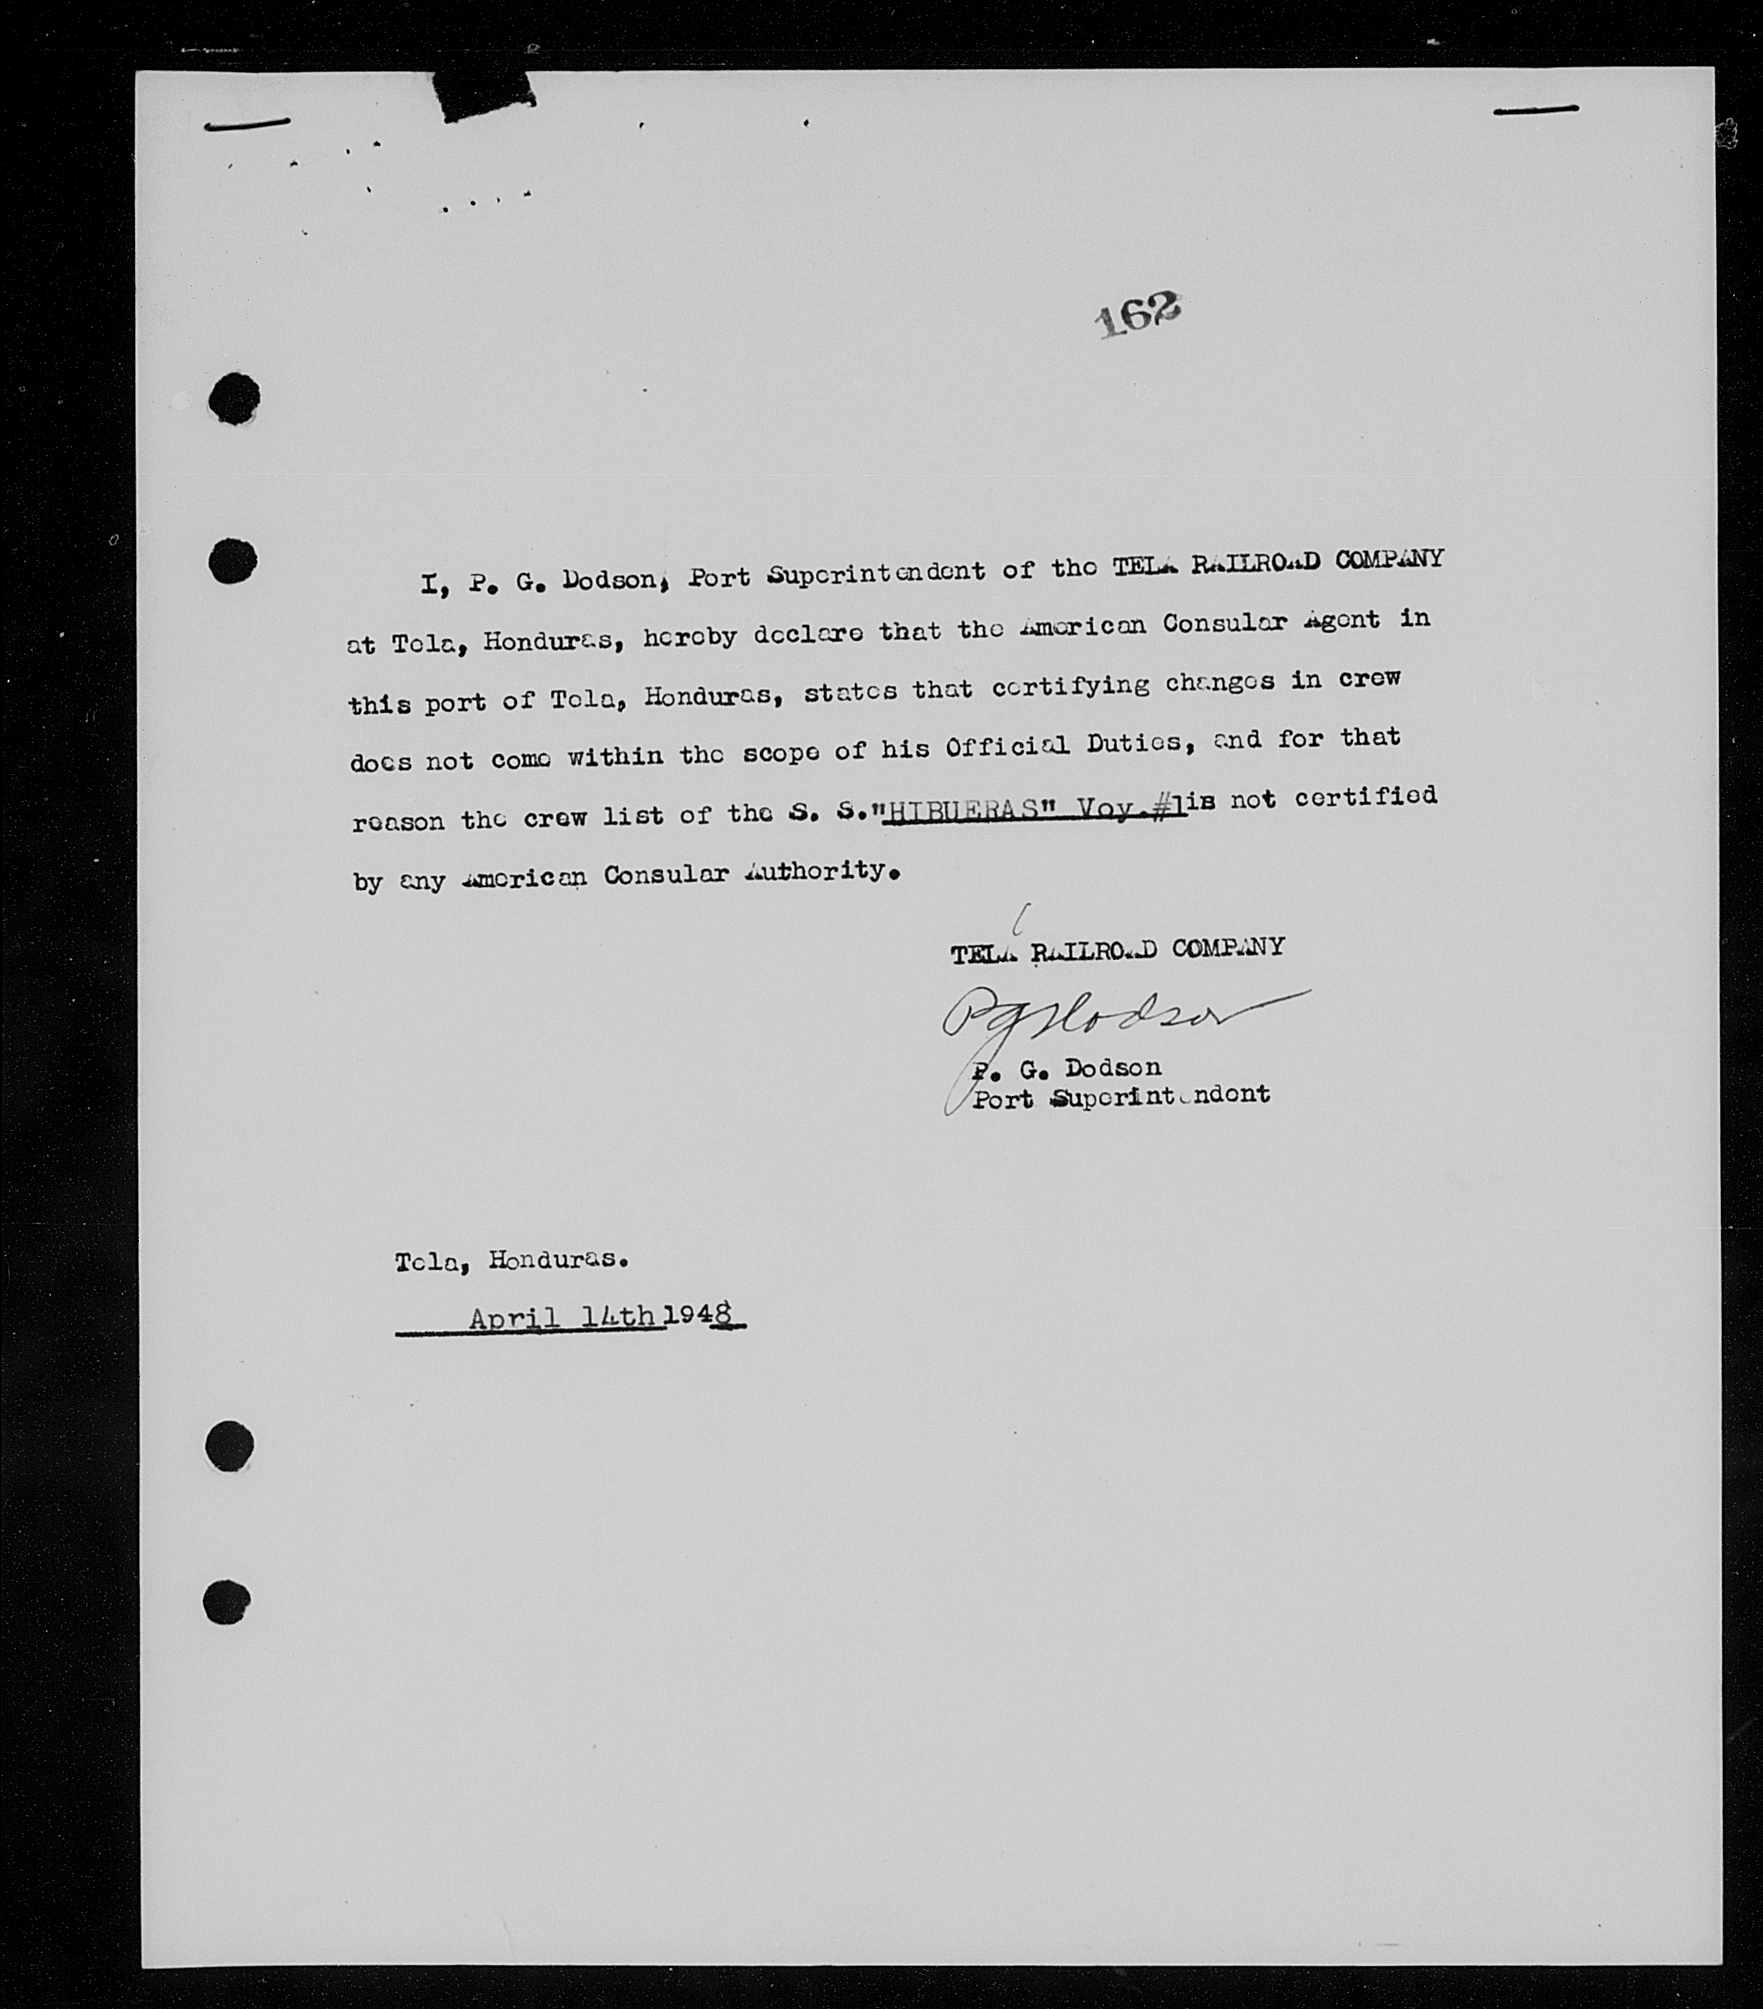 162
I, P. G. Dodson, Port Superintendent of the TELA RAILROAD COMPANY
at Tela, Honduras, hereby declare that the American Consular Agent in
this port of Tela, Honduras, states that certifying changes in crew
does not come within the scope of his Official Duties, and for that
reason the crew list of the S. S."HIBUERAS" Voy.#1is not certified
by any American Consular Authority.
TELA RAILROAD COMPANY
P G Dodson
P. G. Dodson
Port Superintendent
Tela, Honduras.
April 14th 1948